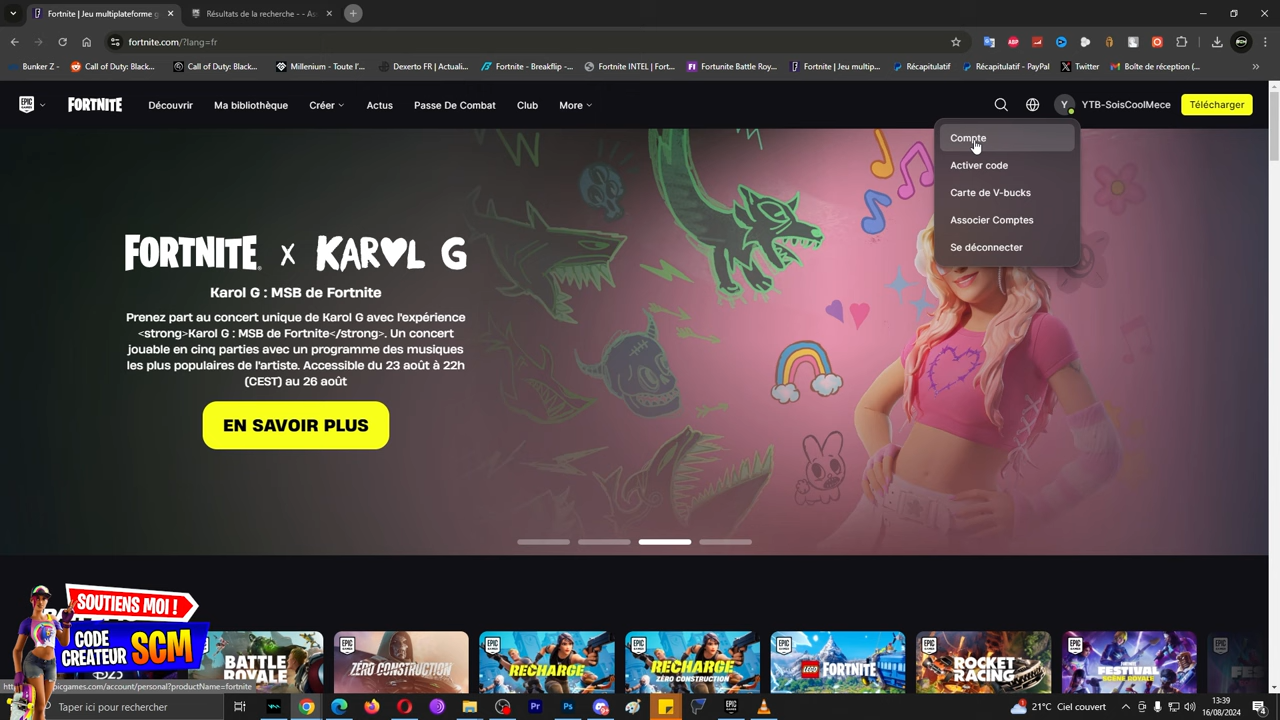 Fortnite | Jeu multiplateforme g
Résultats de la recherche - - Ass
fortnite.com/?lang=fr
Bunker Z -
Call of Duty: Black...
Call of Duty: Black...
Millenium - Toute l'...
Dexerto FR | Actuali...
Fortnite - Breakflip -...
Fortnite INTEL | Fort...
Fortunite Battle Roy...
Fortnite | Jeu multip...
Récapitulatif
Récapitulatif - PayPal
Twitter
Boîte de réception (...
EPIC GAMES
FORTNITE
Découvrir
Ma bibliothèque
Créer
Actus
Passe De Combat
Club
More
Y
YTB-SoisCoolMece
Télécharger
Compte
Activer code
Carte de V-bucks
Associer Comptes
Se déconnecter
FORTNITE X KAROL G
Karol G : MSB de Fortnite
Prenez part au concert unique de Karol G avec l'expérience
<strong>Karol G : MSB de Fortnite</strong>. Un concert
jouable en cinq parties avec un programme des musiques
les plus populaires de l'artiste. Accessible du 23 août à 22h
(CEST) au 26 août
EN SAVOIR PLUS
SOUTIENS MOI !
CODE
CREATEUR SCM
BATTLE
ROYALE
ZÉRO CONSTRUCTION
RECHARGE
RECHARGE
ZÉRO CONSTRUCTION
LEGO FORTNITE
ROCKET
RACING
FESTIVAL
SCÈNE ROYALE
picgames.com/account/personal?productName=fortnite
Taper ici pour rechercher
21°C Ciel couvert
13:39
16/08/2024